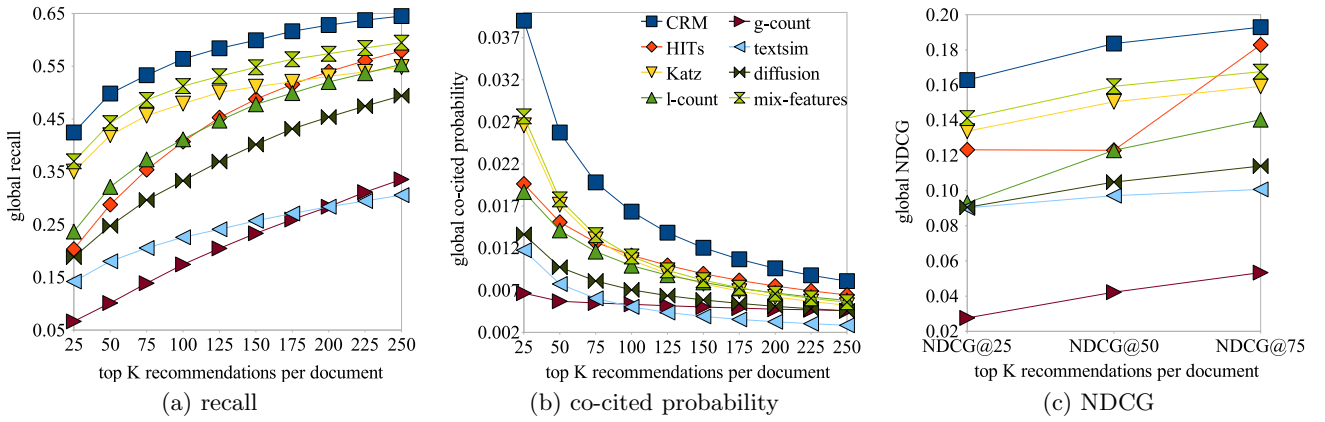 0.65
0.55
0.45
0.35
0.25
0.15
0.05
global recall
25 50 75 100 125 150 175 200 225 250
top K recommendations per document
(a) recall
0.037
0.032
0.027
0.022
0.017
0.012
0.007
0.002
global co-cited probability
CRM g-count
HITs textsim
Katz diffusion
l-count mix-features
25 50 75 100 125 150 175 200 225 250
top K recommendations per document
(b) co-cited probability
0.20
0.18
0.16
0.14
0.12
0.10
0.08
0.06
0.04
0.02
global NDCG
NDCG@25 NDCG@50 NDCG@75
top K recommendations per document
(c) NDCG